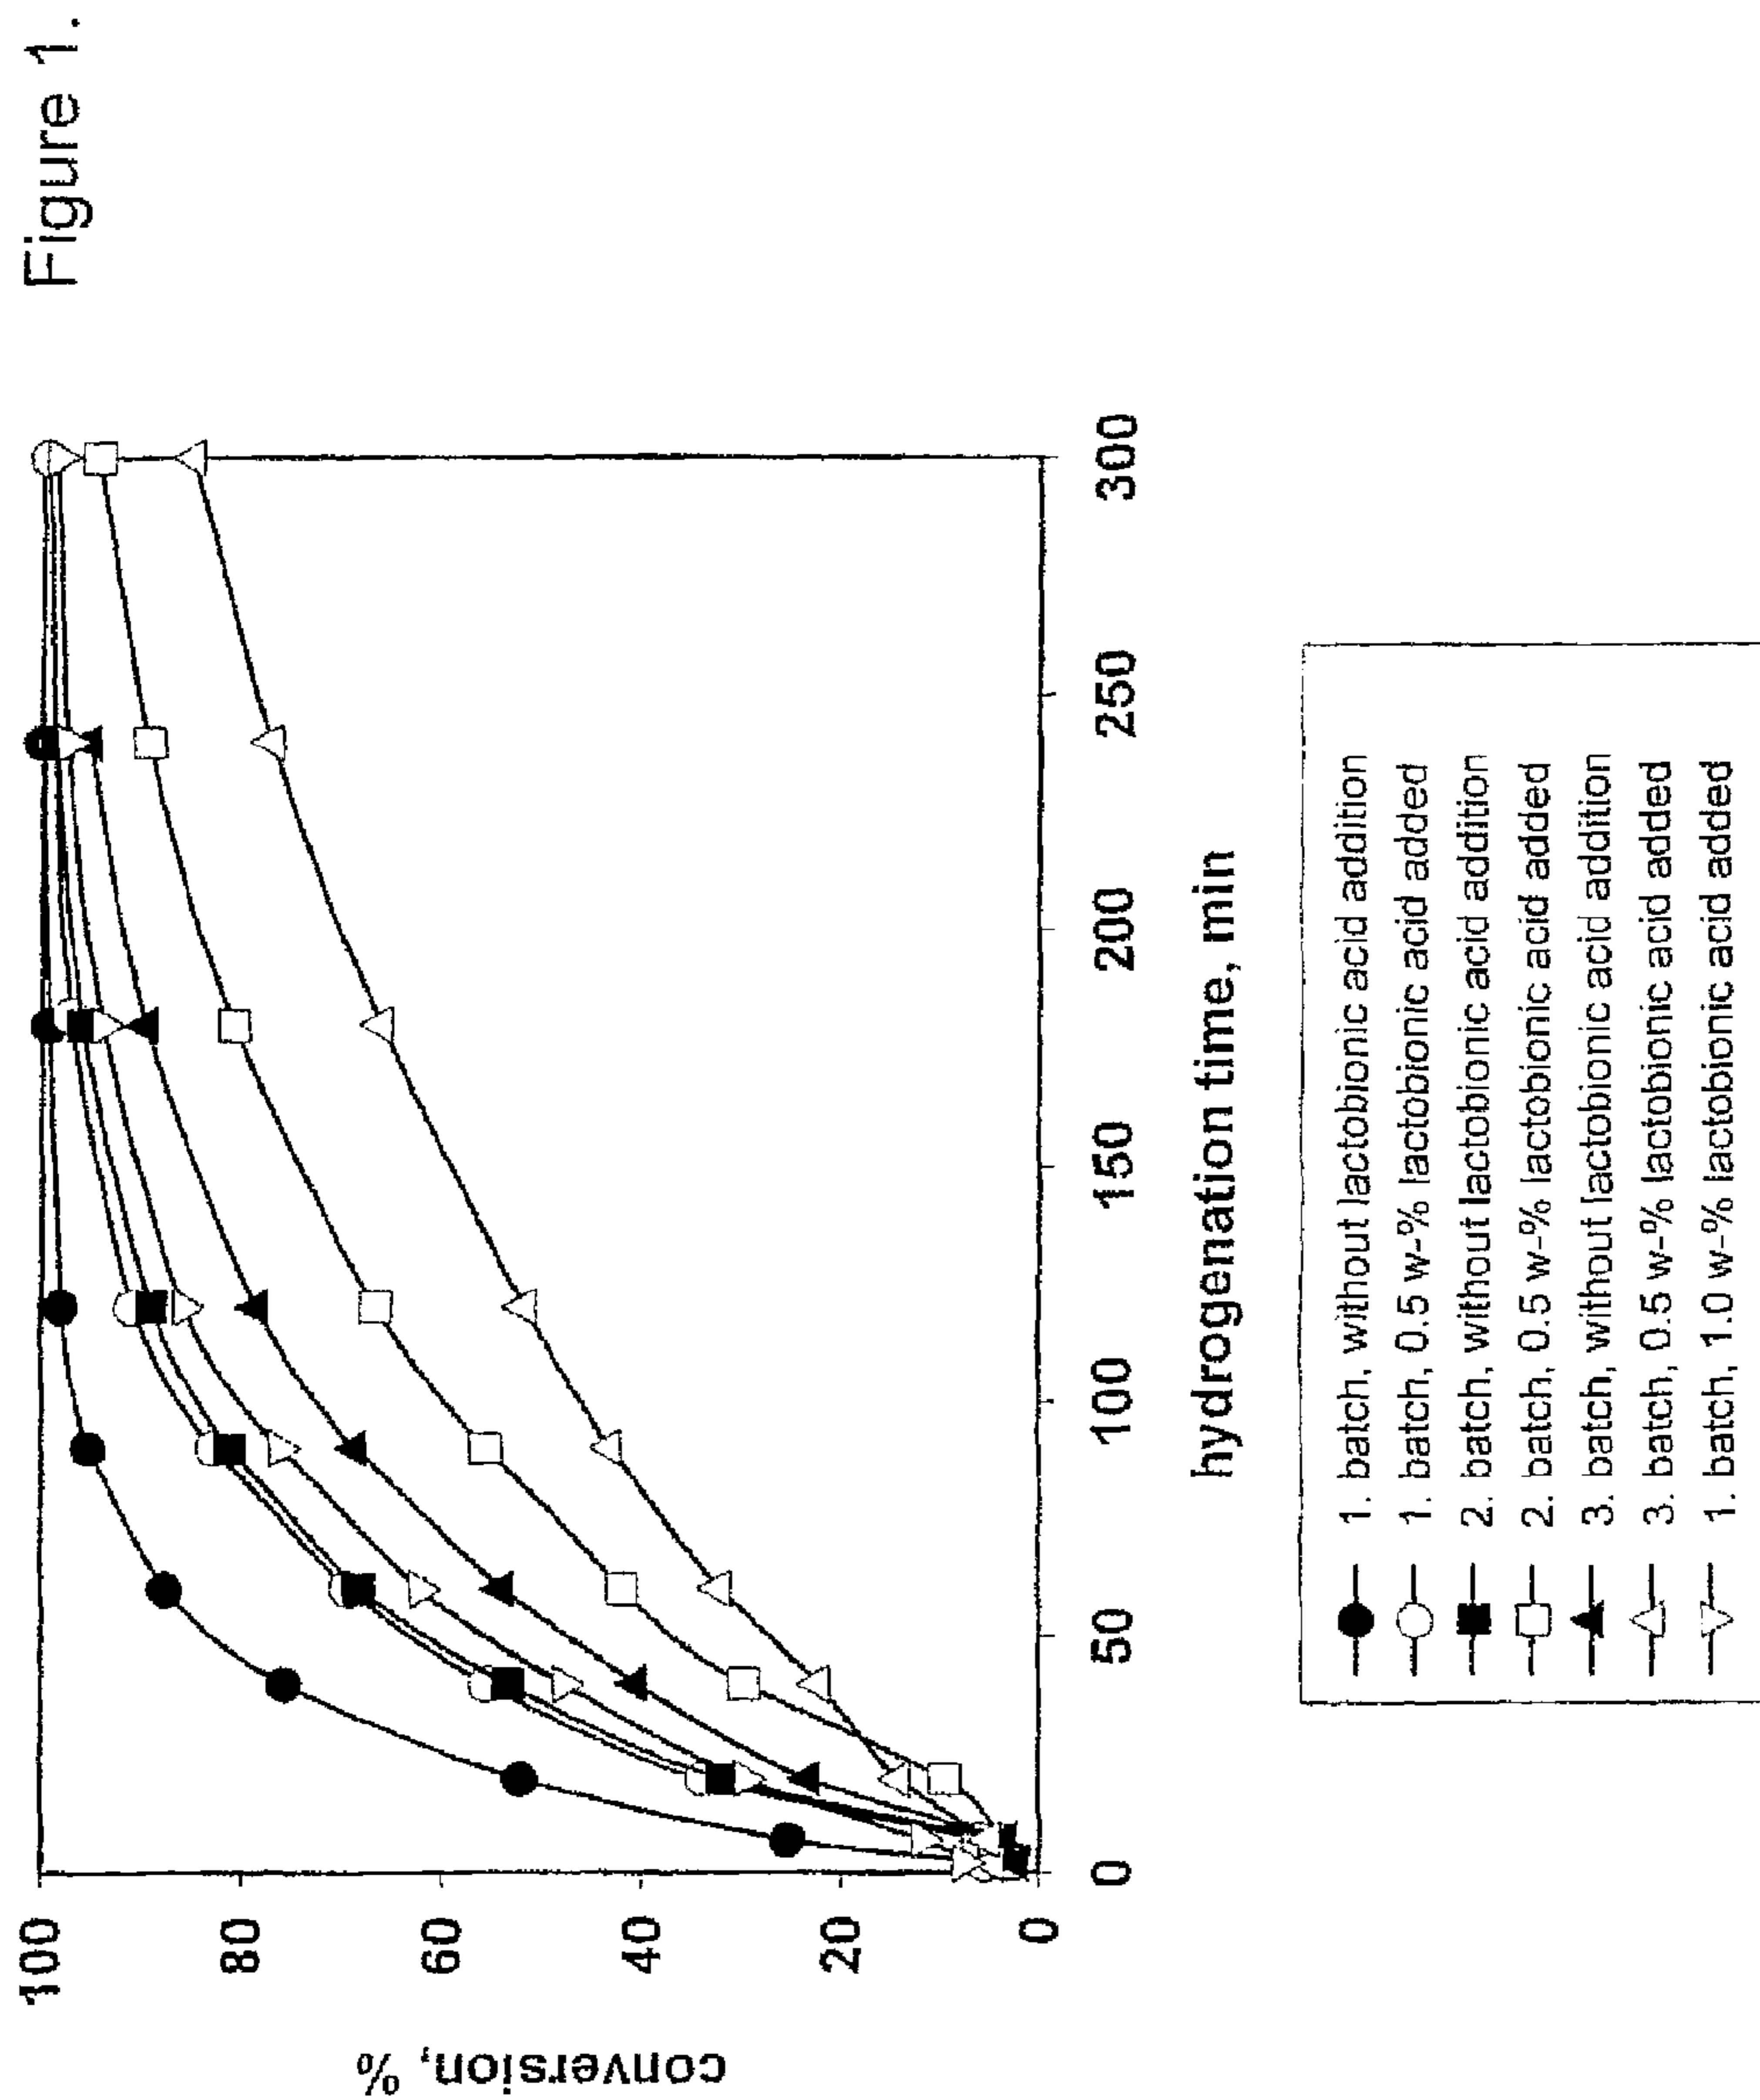 Figure 1.
conversion, %
100
80
60
40
20
0
0 50 100 150 200 250 300
hydrogenation time, min
1. batch, without lactobionic acid addition
1. batch, 0.5 w-% lactobionic acid added
2. batch, without lactobionic acid addition
2. batch, 0.5 w-% lactobionic acid added
3. batch, without lactobionic acid addition
3. batch, 0.5 w-% lactobionic acid added
1. batch, 1.0 w-% lactobionic acid added